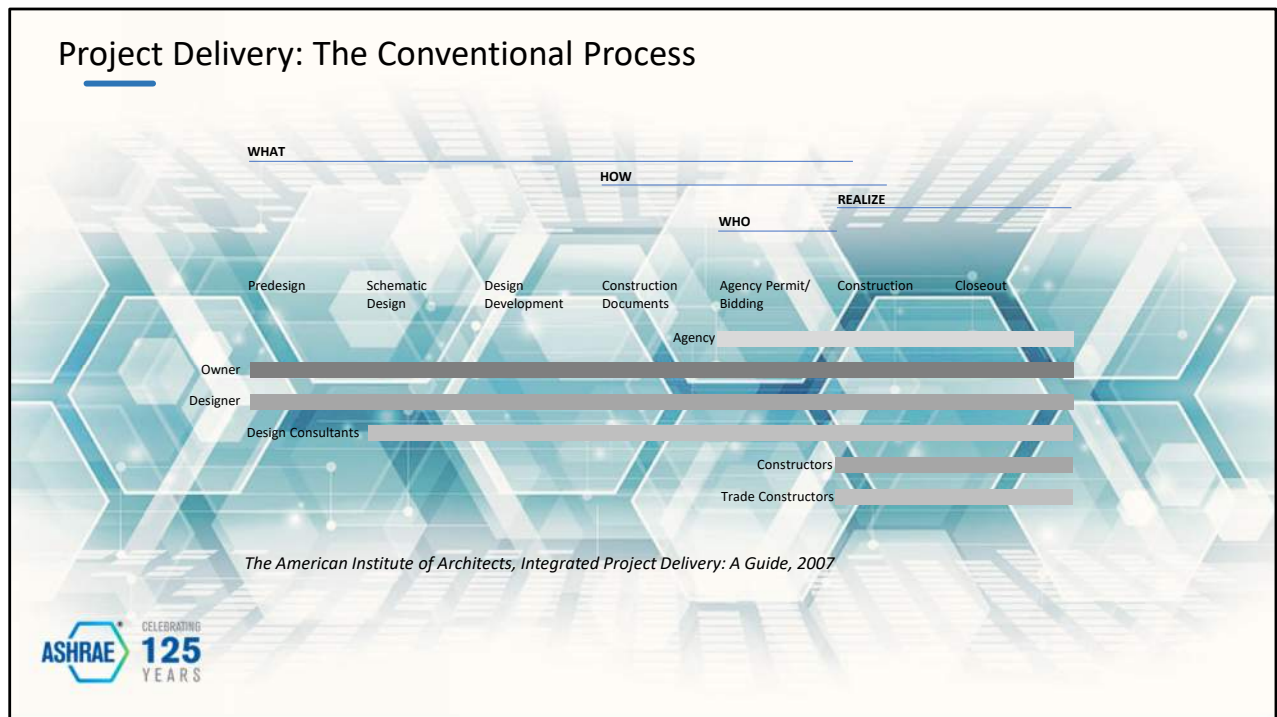 Project Delivery: The Conventional Process
WHAT
HOW
REALIZE
WHO
Predesign
Schematic
Design
Design
Development
Construction
Documents
Agency Permit/
Bidding
Construction
Closeout
Agency
Owner
Designer
Design Consultants
Constructors
Trade Constructors
The American Institute of Architects, Integrated Project Delivery: A Guide, 2007
ASHRAE
CELEBRATING
125
YEARS